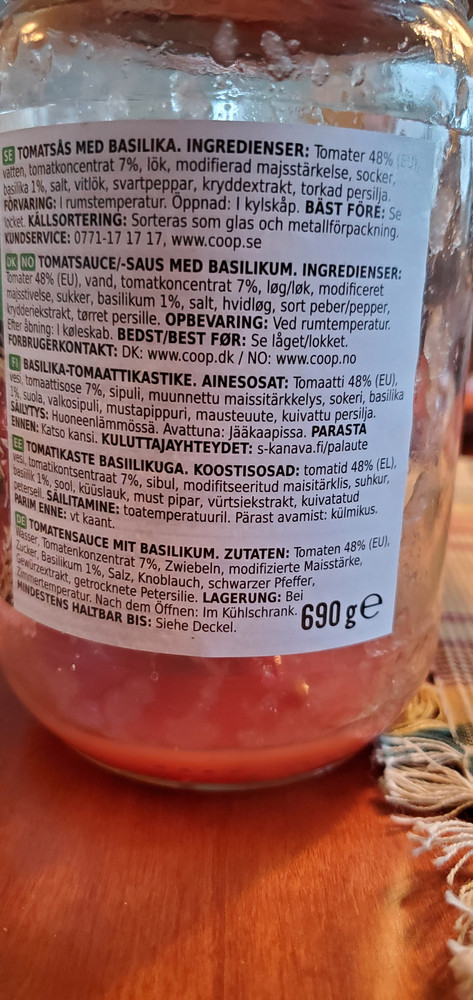 SE TOMATSÅS MED BASILIKA. INGREDIENSER: Tomater 48% (EU),
vatten, tomatkoncentrat 7%, lök, modifierad majsstärkelse, socker,
basilika 1%, salt, vitlök, svartpeppar, kryddextrakt, torkad persilja.
FÖRVARING: I rumstemperatur. Öppnad: I kylskåp. BÄST FÖRE: Se
locket. KÄLLSORTERING: Sorteras som glas och metallförpackning.
KUNDSERVICE: 0771-17 17 17, www.coop.se
DK NO TOMATSAUCE/-SAUS MED BASILIKUM. INGREDIENSER:
Tomater 48% (EU), vand, tomatkoncentrat 7%, løg/løk, modificeret
majsstivelse, sukker, basilikum 1%, salt, hvidløg, sort peber/pepper,
krydderiekstrakt, tørret persille. OPBEVARING: Ved rumtemperatur.
Efter åbning: I køleskab. BEDST/BEST FØR: Se låget/lokket.
FORBRUGERKONTAKT: DK: www.coop.dk / NO: www.coop.no
FI BASILIKA-TOMAATTIKASTIKE. AINESOSAT: Tomaatti 48% (EU),
vesi, tomaattisose 7%, sipuli, muunnettu maissitärkkelys, sokeri, basilika
1%, suola, valkosipuli, mustapippuri, mausteuute, kuivattu persilja.
SÄILYTYS: Huoneenlämmössä. Avattuna: Jääkaapissa. PARASTA
ENNEN: Katso kansi. KULUTTAJAYHTEYDET: s-kanava.fi/palaute
EE TOMATIKASTE BASIILIKUGA. KOOSTISOSAD: tomatid 48% (EL),
vesi, tomatikontsentraat 7%, sibul, modifitseeritud maisitärklis, suhkur,
basiilik 1%, sool, küüslauk, must pipar, vürtsiekstrakt, kuivatatud
petersell. SÄILITAMINE: toatemperatuuril. Pärast avamist: külmikus.
PARIM ENNE: vt kaant.
DE TOMATENSAUCE MIT BASILIKUM. ZUTATEN: Tomaten 48% (EU),
Wasser, Tomatenkonzentrat 7%, Zwiebeln, modifizierte Maisstärke,
Zucker, Basilikum 1%, Salz, Knoblauch, schwarzer Pfeffer,
Gewürzextrakt, getrocknete Petersilie. LAGERUNG: Bei
Zimmertemperatur. Nach dem Öffnen: Im Kühlschrank.
MINDESTENS HALTBAR BIS: Siehe Deckel.
690 g e